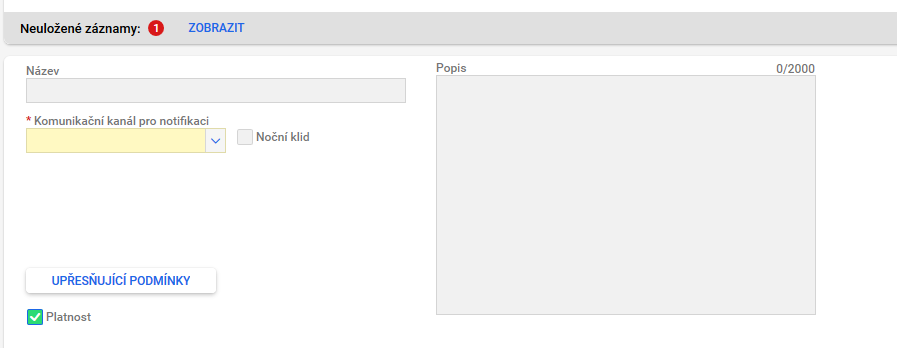 Neuložené záznamy: 1 ZOBRAZIT
Název
* Komunikační kanál pro notifikaci
Noční klid
UPŘESŇUJÍCÍ PODMÍNKY
Platnost
Popis 0/2000